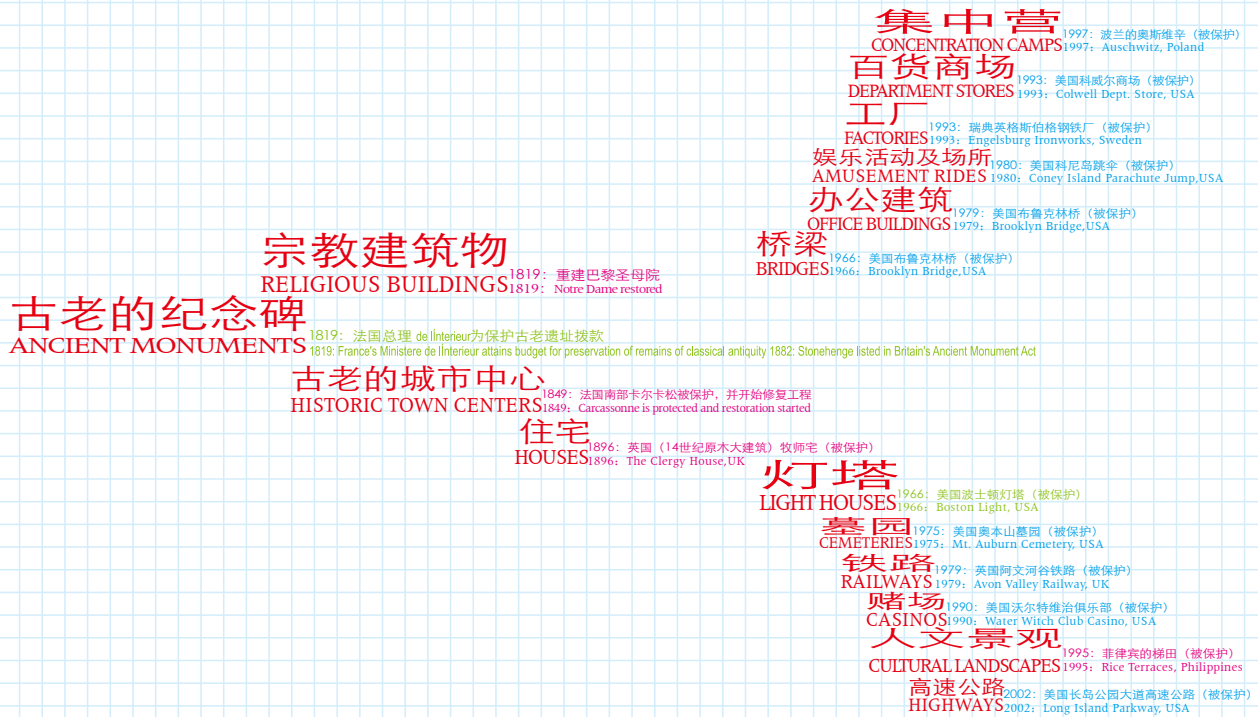 集中营
CONCENTRATION CAMPS
1997：波兰的奥斯维辛（被保护）
1997：Auschwitz, Poland
百货商场
DEPARTMENT STORES
1993：美国科威尔商场（被保护）
1993：Colwell Dept. Store, USA
工厂
FACTORIES
1993：瑞典英格斯伯格钢铁厂（被保护）
1993：Engelsburg Ironworks, Sweden
娱乐活动及场所
AMUSEMENT RIDES
1980：美国科尼岛跳伞（被保护）
1980：Coney Island Parachute Jump,USA
办公建筑
OFFICE BUILDINGS
1979：美国布鲁克林桥（被保护）
1979：Brooklyn Bridge,USA
桥梁
BRIDGES
1966：美国布鲁克林桥（被保护）
1966：Brooklyn Bridge,USA
宗教建筑物
RELIGIOUS BUILDINGS
1819：重建巴黎圣母院
1819：Notre Dame restored
古老的纪念碑
ANCIENT MONUMENTS
1819：法国总理 de lÍnterieur为保护古老遗址拨款
1819: France's Ministere de lÍnterieur attains budget for preservation of remains of classical antiquity 1882: Stonehenge listed in Britain's Ancient Monument Act
古老的城市中心
HISTORIC TOWN CENTERS
1849：法国南部卡尔卡松被保护，并开始修复工程
1849：Carcassonne is protected and restoration started
住宅
HOUSES
1896：英国（14世纪原木大建筑）牧师宅（被保护）
1896：The Clergy House,UK
灯塔
LIGHT HOUSES
1966：美国波士顿灯塔（被保护）
1966：Boston Light, USA
墓园
CEMETERIES
1975：美国奥本山墓园（被保护）
1975：Mt. Auburn Cemetery, USA
铁路
RAILWAYS
1979：英国阿文河谷铁路（被保护）
1979：Avon Valley Railway, UK
赌场
CASINOS
1990：美国沃尔特维治俱乐部（被保护）
1990：Water Witch Club Casino, USA
人文景观
CULTURAL LANDSCAPES
1995：菲律宾的梯田（被保护）
1995：Rice Terraces, Philippines
高速公路
HIGHWAYS
2002：美国长岛公园大道高速公路（被保护）
2002：Long Island Parkway, USA